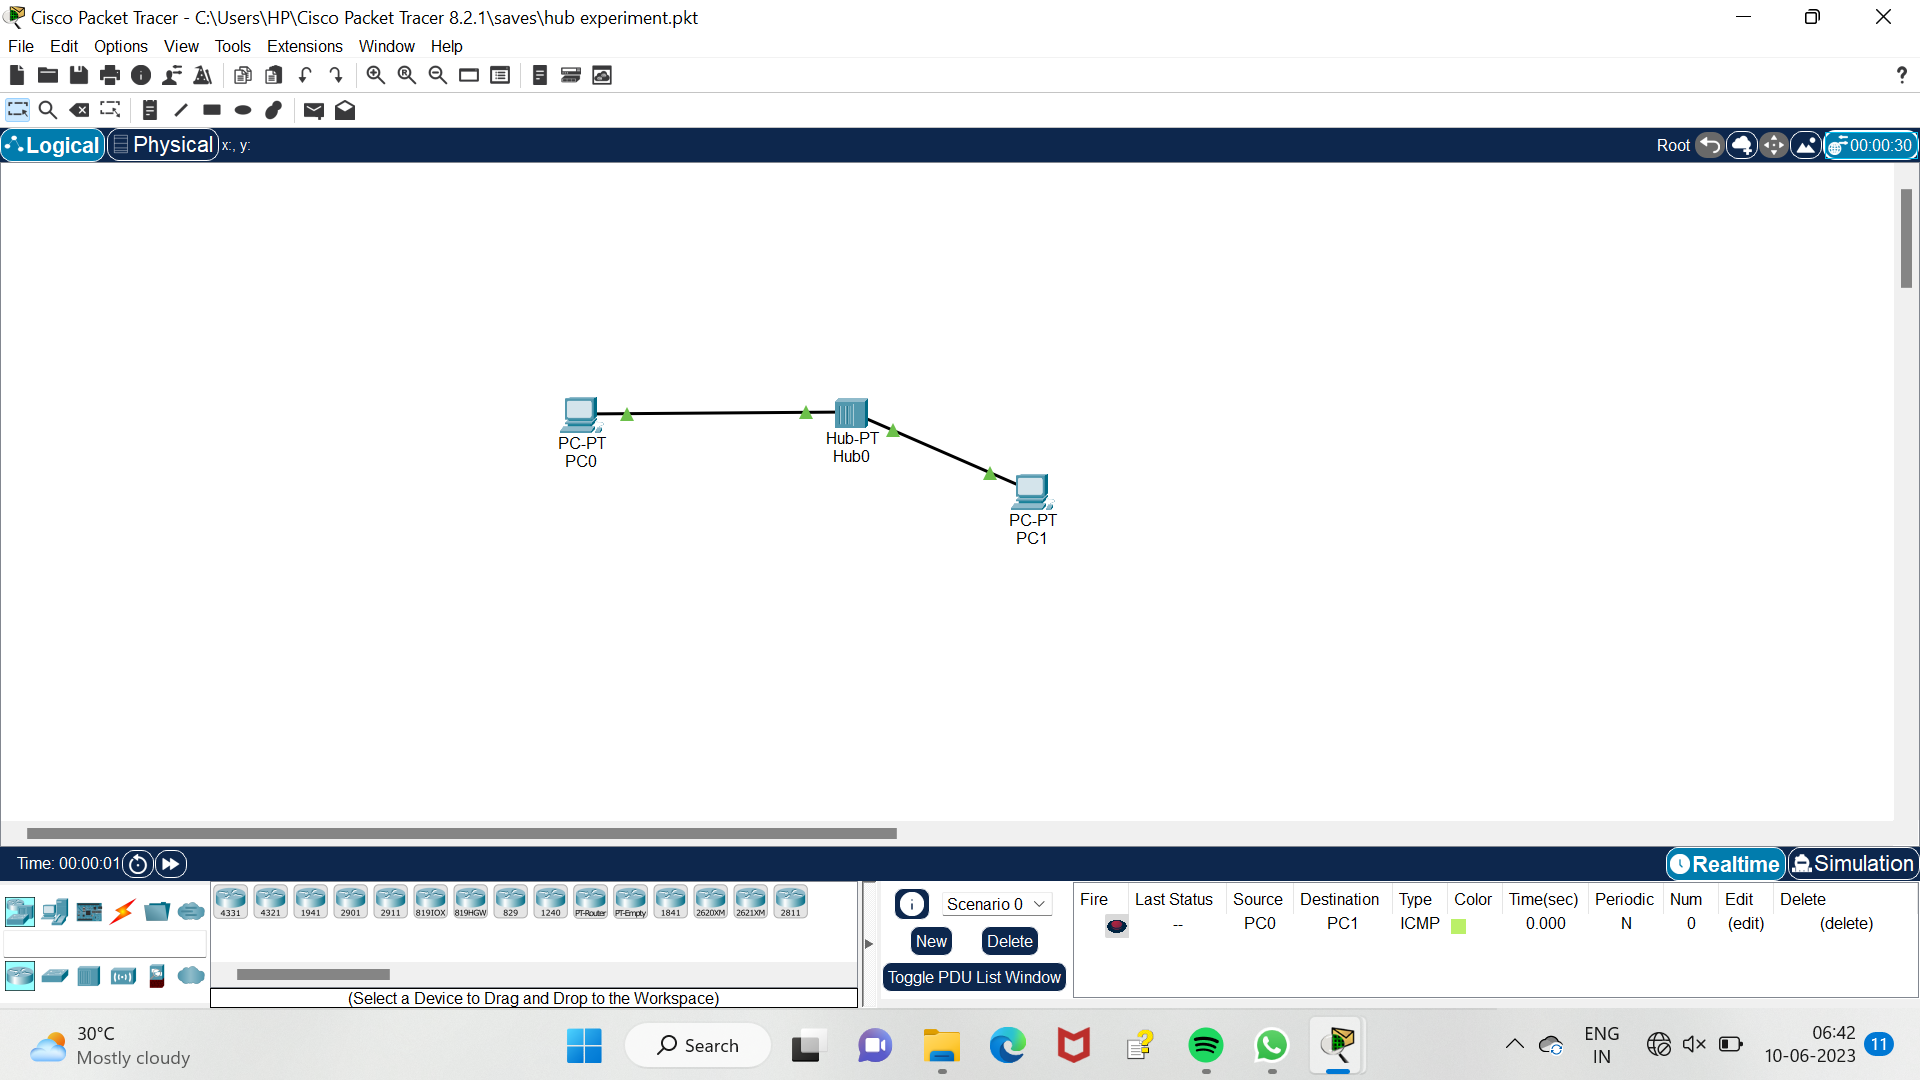 Cisco Packet Tracer - C:\Users\HP\Cisco Packet Tracer 8.2.1\saves\hub experiment.pkt
File Edit Options View Tools Extensions Window Help
?
Logical Physical x:, y: Root 00:00:30
PC-PT
PC0
Hub-PT
Hub0
PC-PT
PC1
Time: 00:00:01 Realtime Simulation
4331 4321 1941 2901 2911 819IOX 819HGW 829 1240 PT-Router PT-Empty 1841 2620XM 2621XM 2811
(Select a Device to Drag and Drop to the Workspace)
Scenario 0
New Delete
Toggle PDU List Window
Fire Last Status Source Destination Type Color Time(sec) Periodic Num Edit Delete
-- PC0 PC1 ICMP 0.000 N 0 (edit) (delete)
30°C
Mostly cloudy
Search
ENG
IN
06:42
10-06-2023
11